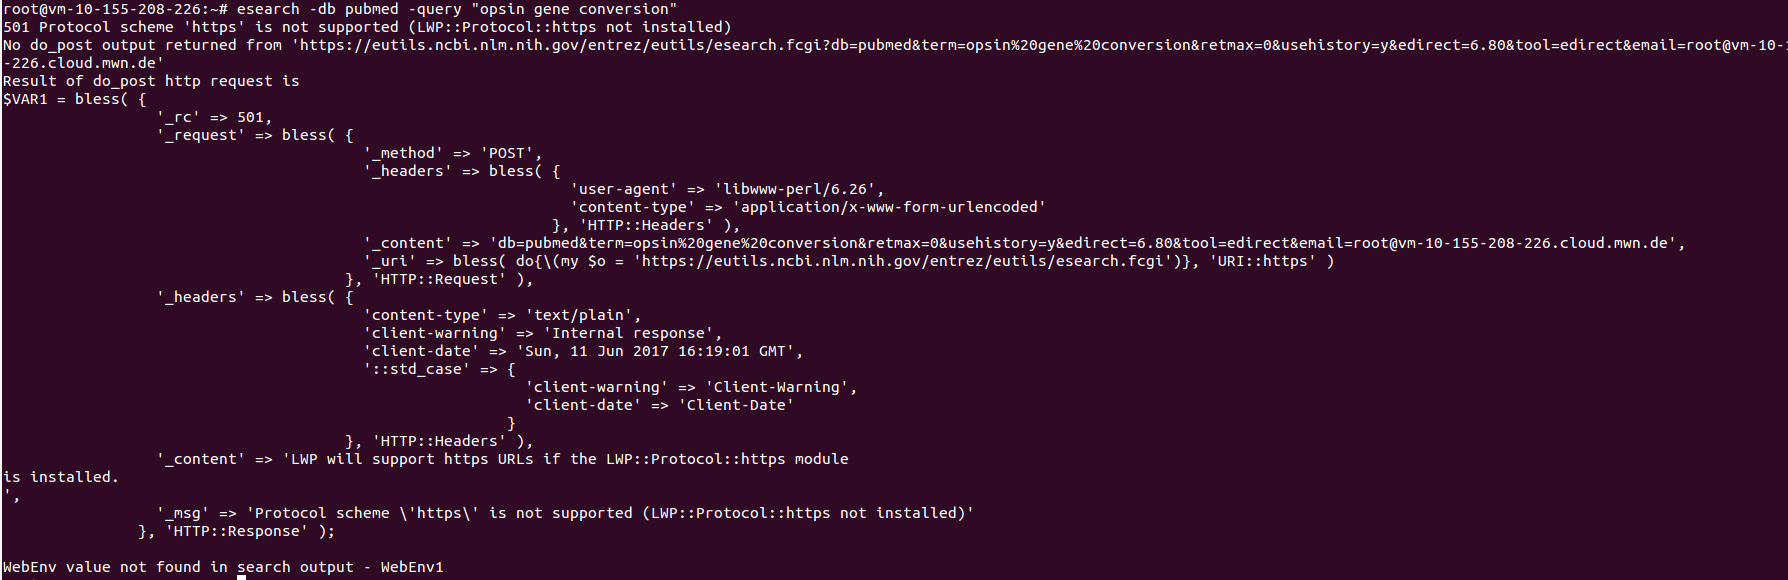 root@vm-10-155-208-226:~# esearch -db pubmed -query "opsin gene conversion"
501 Protocol scheme 'https' is not supported (LWP::Protocol::https not installed)
No do_post output returned from 'https://eutils.ncbi.nlm.nih.gov/entrez/eutils/esearch.fcgi?db=pubmed&term=opsin%20gene%20conversion&retmax=0&usehistory=y&edirect=6.80&tool=edirect&email=root@vm-10-1
-226.cloud.mwn.de'
Result of do_post http request is
$VAR1 = bless( {
'_rc' => 501,
'_request' => bless( {
'_method' => 'POST',
'_headers' => bless( {
'user-agent' => 'libwww-perl/6.26',
'content-type' => 'application/x-www-form-urlencoded'
}, 'HTTP::Headers' ),
'_content' => 'db=pubmed&term=opsin%20gene%20conversion&retmax=0&usehistory=y&edirect=6.80&tool=edirect&email=root@vm-10-155-208-226.cloud.mwn.de',
'_uri' => bless( do{\(my $o = 'https://eutils.ncbi.nlm.nih.gov/entrez/eutils/esearch.fcgi')}, 'URI::https' )
}, 'HTTP::Request' ),
'_headers' => bless( {
'content-type' => 'text/plain',
'client-warning' => 'Internal response',
'client-date' => 'Sun, 11 Jun 2017 16:19:01 GMT',
'::std_case' => {
'client-warning' => 'Client-Warning',
'client-date' => 'Client-Date'
}
}, 'HTTP::Headers' ),
'_content' => 'LWP will support https URLs if the LWP::Protocol::https module
is installed.
',
'_msg' => 'Protocol scheme \'https\' is not supported (LWP::Protocol::https not installed)'
}, 'HTTP::Response' );
WebEnv value not found in search output - WebEnv1